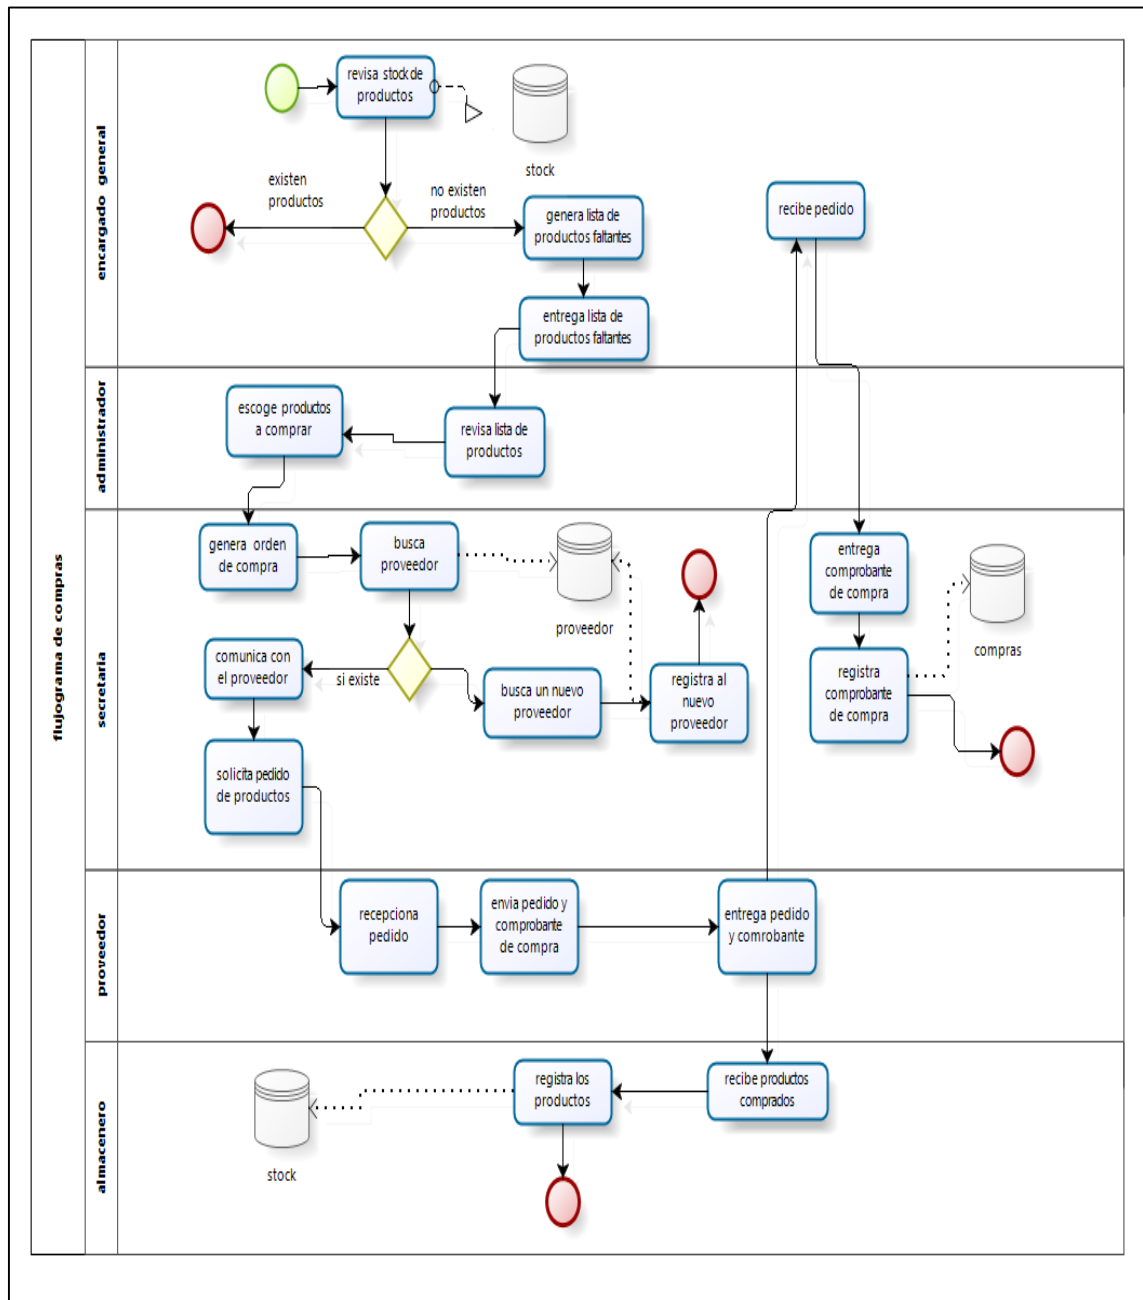 flujograma de compras
encargado general
revisa stock de
productos
stock
existen
productos
no existen
productos
genera lista de
productos faltantes
recibe pedido
entrega lista de
productos faltantes
administrador
escoge productos
a comprar
revisa lista de
productos
secretaria
genera orden
de compra
busca
proveedor
proveedor
entrega
comprobante
de compra
compras
comunica con
el proveedor
si existe
busca un nuevo
proveedor
registra al
nuevo
proveedor
registra
comprobante
de compra
solicita pedido
de productos
proveedor
recepciona
pedido
envia pedido y
comprobante
de compra
entrega pedido
y comrobante
almacenero
stock
registra los
productos
recibe productos
comprados